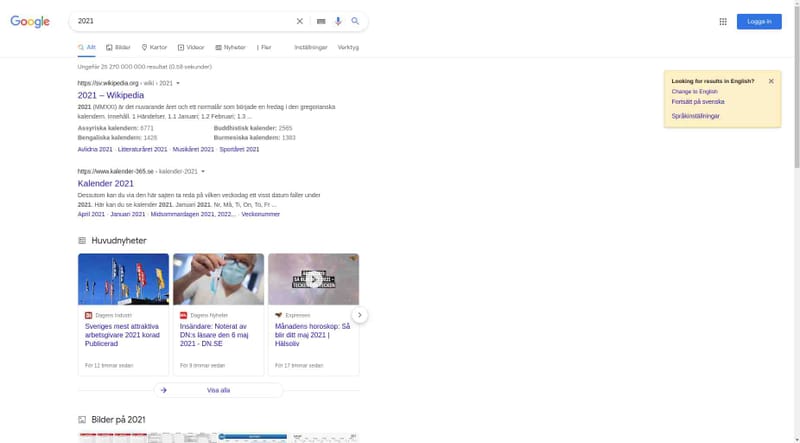 Google
2021
Logga in
Allt
Bilder
Kartor
Videor
Nyheter
Fler
Inställningar
Verktyg
Ungefär 25 270 000 000 resultat (0,68 sekunder)
https://sv.wikipedia.org › wiki › 2021
2021 – Wikipedia
2021 (MMXXI) är det nuvarande året och ett normalår som började en fredag i den gregorianska
kalendern. Innehåll. 1 Händelser. 1.1 Januari; 1.2 Februari; 1.3 ...
Assyriska kalendern: 6771
Buddhistisk kalender: 2565
Bengaliska kalendern: 1428
Burmesiska kalendern: 1383
Avlidna 2021 · Litteraturåret 2021 · Musikåret 2021 · Sportåret 2021
https://www.kalender-365.se › kalender-2021
Kalender 2021
Dessutom kan du via den här sajten ta reda på vilken veckodag ett visst datum faller under
2021. Här kan du se kalender 2021. Januari 2021. Nr, Må, Ti, On, To, Fr ...
April 2021 · Januari 2021 · Midsommardagen 2021, 2022... · Veckonummer
Looking for results in English?
Change to English
Fortsätt på svenska
Språkinställningar
Huvudnyheter
Dagens Industri
Sveriges mest attraktiva
arbetsgivare 2021 korad
Publicerad
För 12 timmar sedan
Dagens Nyheter
Insändare: Noterat av
DN:s läsare den 6 maj
2021 - DN.SE
För 9 timmar sedan
Expressen
Månadens horoskop: Så
blir ditt maj 2021 |
Hälsoliv
För 17 timmar sedan
Visa alla
Bilder på 2021